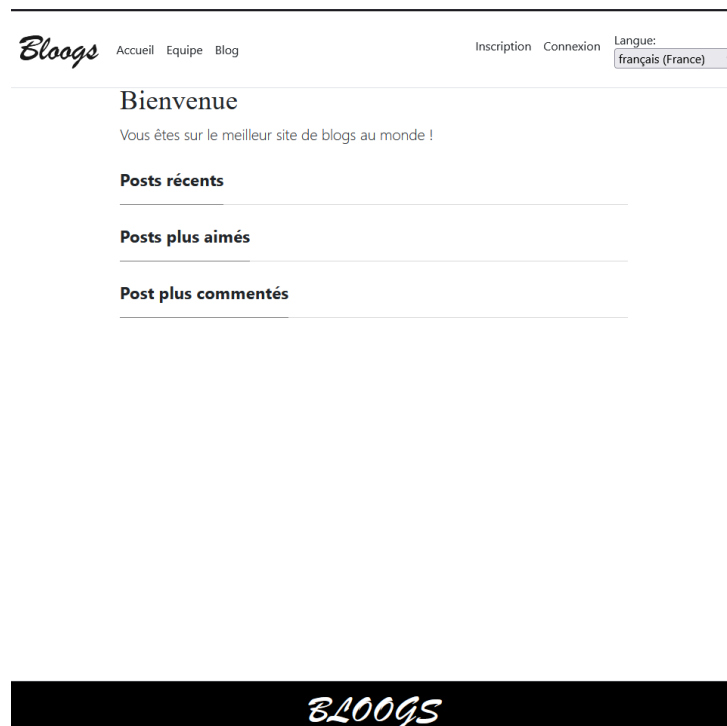 Bloogs Accueil Equipe Blog Inscription Connexion Langue:
français (France)
Bienvenue
Vous êtes sur le meilleur site de blogs au monde !
Posts récents
Posts plus aimés
Post plus commentés
BLOOGS